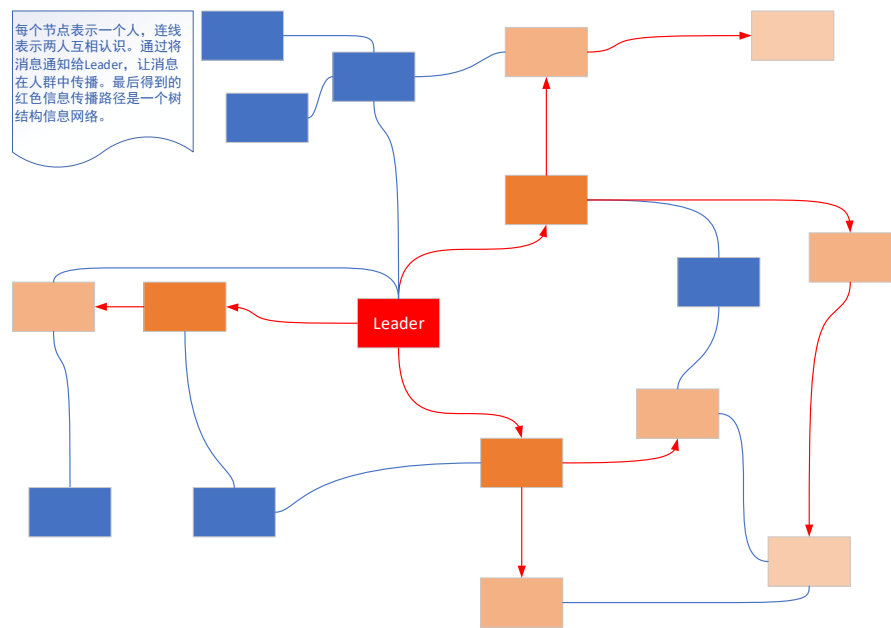 每个节点表示一个人，连线
表示两人互相认识。通过将
消息通知给Leader，让消息
在人群中传播。最后得到的
红色信息传播路径是一个树
结构信息网络。
Leader